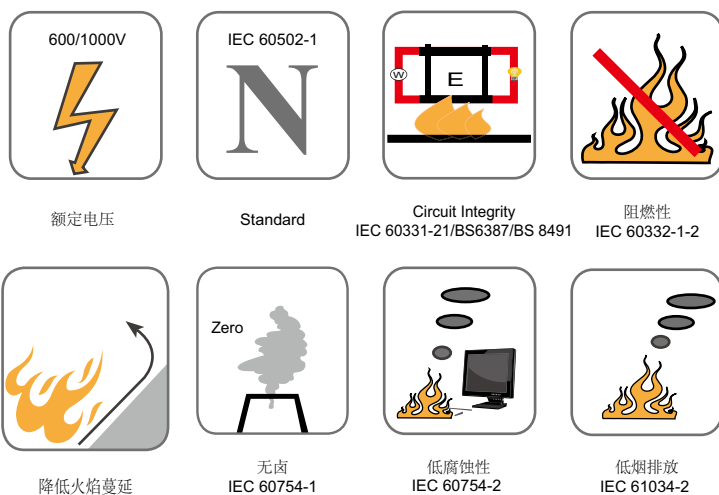 600/1000V
IEC 60502-1
N
W
E
额定电压
Standard
Circuit Integrity
IEC 60331-21/BS6387/BS 8491
阻燃性
IEC 60332-1-2
Zero
降低火焰蔓延
无卤
IEC 60754-1
低腐蚀性
IEC 60754-2
低烟排放
IEC 61034-2